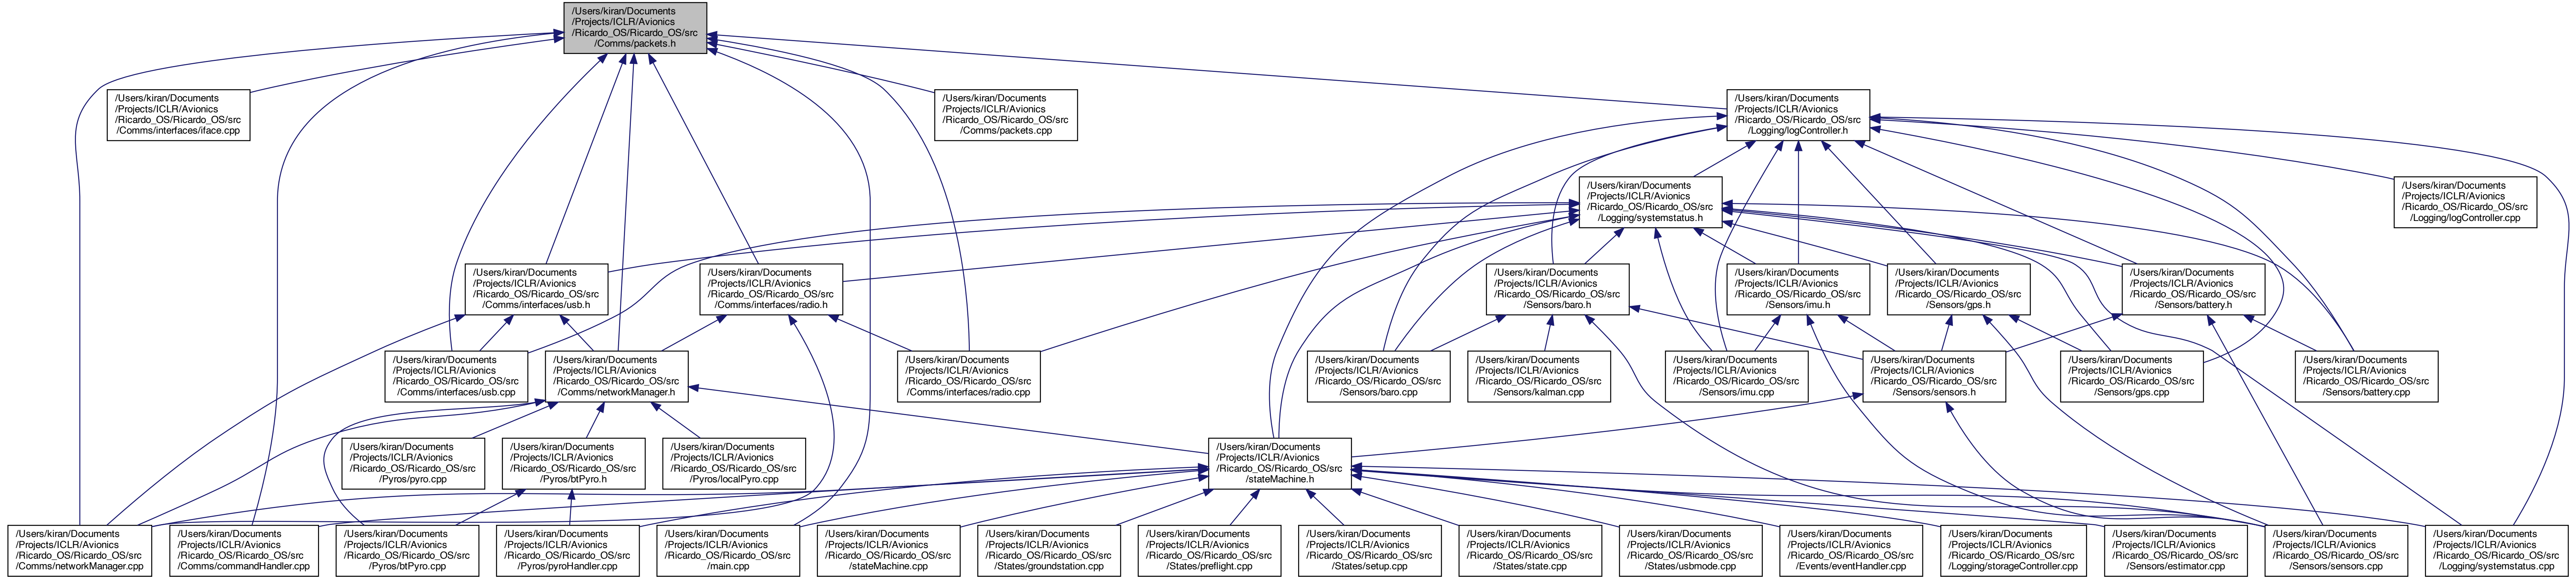 /Users/kiran/Documents
/Projects/ICLR/Avionics
/Ricardo_OS/Ricardo_OS/src
/Comms/packets.h
/Users/kiran/Documents
/Projects/ICLR/Avionics
/Ricardo_OS/Ricardo_OS/src
/Comms/interfaces/iface.cpp
/Users/kiran/Documents
/Projects/ICLR/Avionics
/Ricardo_OS/Ricardo_OS/src
/Comms/packets.cpp
/Users/kiran/Documents
/Projects/ICLR/Avionics
/Ricardo_OS/Ricardo_OS/src
/Logging/logController.h
/Users/kiran/Documents
/Projects/ICLR/Avionics
/Ricardo_OS/Ricardo_OS/src
/Logging/systemstatus.h
/Users/kiran/Documents
/Projects/ICLR/Avionics
/Ricardo_OS/Ricardo_OS/src
/Logging/logController.cpp
/Users/kiran/Documents
/Projects/ICLR/Avionics
/Ricardo_OS/Ricardo_OS/src
/Comms/interfaces/usb.h
/Users/kiran/Documents
/Projects/ICLR/Avionics
/Ricardo_OS/Ricardo_OS/src
/Comms/interfaces/radio.h
/Users/kiran/Documents
/Projects/ICLR/Avionics
/Ricardo_OS/Ricardo_OS/src
/Sensors/baro.h
/Users/kiran/Documents
/Projects/ICLR/Avionics
/Ricardo_OS/Ricardo_OS/src
/Sensors/imu.h
/Users/kiran/Documents
/Projects/ICLR/Avionics
/Ricardo_OS/Ricardo_OS/src
/Sensors/gps.h
/Users/kiran/Documents
/Projects/ICLR/Avionics
/Ricardo_OS/Ricardo_OS/src
/Sensors/battery.h
/Users/kiran/Documents
/Projects/ICLR/Avionics
/Ricardo_OS/Ricardo_OS/src
/Comms/interfaces/usb.cpp
/Users/kiran/Documents
/Projects/ICLR/Avionics
/Ricardo_OS/Ricardo_OS/src
/Comms/networkManager.h
/Users/kiran/Documents
/Projects/ICLR/Avionics
/Ricardo_OS/Ricardo_OS/src
/Comms/interfaces/radio.cpp
/Users/kiran/Documents
/Projects/ICLR/Avionics
/Ricardo_OS/Ricardo_OS/src
/Sensors/baro.cpp
/Users/kiran/Documents
/Projects/ICLR/Avionics
/Ricardo_OS/Ricardo_OS/src
/Sensors/kalman.cpp
/Users/kiran/Documents
/Projects/ICLR/Avionics
/Ricardo_OS/Ricardo_OS/src
/Sensors/imu.cpp
/Users/kiran/Documents
/Projects/ICLR/Avionics
/Ricardo_OS/Ricardo_OS/src
/Sensors/sensors.h
/Users/kiran/Documents
/Projects/ICLR/Avionics
/Ricardo_OS/Ricardo_OS/src
/Sensors/gps.cpp
/Users/kiran/Documents
/Projects/ICLR/Avionics
/Ricardo_OS/Ricardo_OS/src
/Sensors/battery.cpp
/Users/kiran/Documents
/Projects/ICLR/Avionics
/Ricardo_OS/Ricardo_OS/src
/Pyros/pyro.cpp
/Users/kiran/Documents
/Projects/ICLR/Avionics
/Ricardo_OS/Ricardo_OS/src
/Pyros/btPyro.h
/Users/kiran/Documents
/Projects/ICLR/Avionics
/Ricardo_OS/Ricardo_OS/src
/Pyros/localPyro.cpp
/Users/kiran/Documents
/Projects/ICLR/Avionics
/Ricardo_OS/Ricardo_OS/src
/stateMachine.h
/Users/kiran/Documents
/Projects/ICLR/Avionics
/Ricardo_OS/Ricardo_OS/src
/Comms/networkManager.cpp
/Users/kiran/Documents
/Projects/ICLR/Avionics
/Ricardo_OS/Ricardo_OS/src
/Comms/commandHandler.cpp
/Users/kiran/Documents
/Projects/ICLR/Avionics
/Ricardo_OS/Ricardo_OS/src
/Pyros/btPyro.cpp
/Users/kiran/Documents
/Projects/ICLR/Avionics
/Ricardo_OS/Ricardo_OS/src
/Pyros/pyroHandler.cpp
/Users/kiran/Documents
/Projects/ICLR/Avionics
/Ricardo_OS/Ricardo_OS/src
/main.cpp
/Users/kiran/Documents
/Projects/ICLR/Avionics
/Ricardo_OS/Ricardo_OS/src
/stateMachine.cpp
/Users/kiran/Documents
/Projects/ICLR/Avionics
/Ricardo_OS/Ricardo_OS/src
/States/groundstation.cpp
/Users/kiran/Documents
/Projects/ICLR/Avionics
/Ricardo_OS/Ricardo_OS/src
/States/preflight.cpp
/Users/kiran/Documents
/Projects/ICLR/Avionics
/Ricardo_OS/Ricardo_OS/src
/States/setup.cpp
/Users/kiran/Documents
/Projects/ICLR/Avionics
/Ricardo_OS/Ricardo_OS/src
/States/state.cpp
/Users/kiran/Documents
/Projects/ICLR/Avionics
/Ricardo_OS/Ricardo_OS/src
/States/usbmode.cpp
/Users/kiran/Documents
/Projects/ICLR/Avionics
/Ricardo_OS/Ricardo_OS/src
/Events/eventHandler.cpp
/Users/kiran/Documents
/Projects/ICLR/Avionics
/Ricardo_OS/Ricardo_OS/src
/Logging/storageController.cpp
/Users/kiran/Documents
/Projects/ICLR/Avionics
/Ricardo_OS/Ricardo_OS/src
/Sensors/estimator.cpp
/Users/kiran/Documents
/Projects/ICLR/Avionics
/Ricardo_OS/Ricardo_OS/src
/Sensors/sensors.cpp
/Users/kiran/Documents
/Projects/ICLR/Avionics
/Ricardo_OS/Ricardo_OS/src
/Logging/systemstatus.cpp